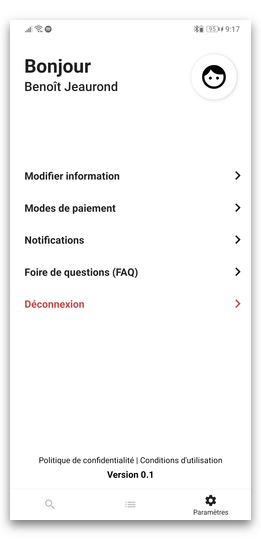 95 9:17
Bonjour
Benoît Jeaurond
Modifier information
Modes de paiement
Notifications
Foire de questions (FAQ)
Déconnexion
Politique de confidentialité | Conditions d'utilisation
Version 0.1
Paramètres